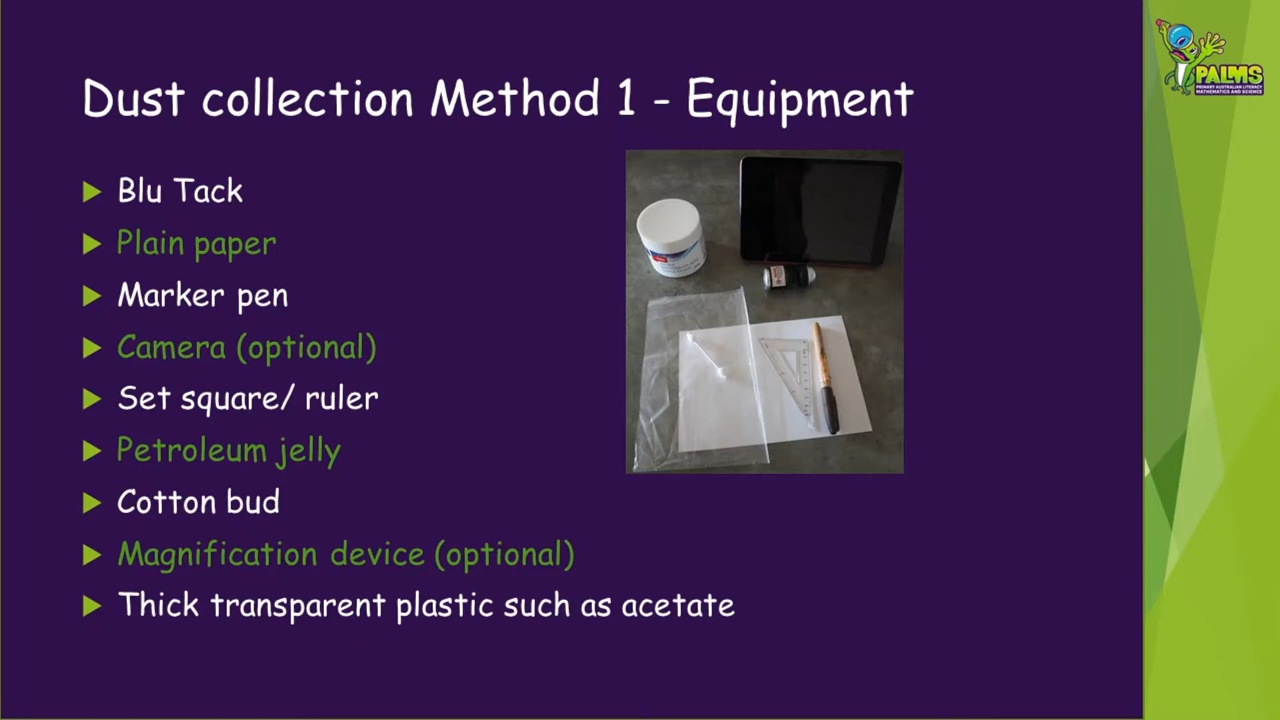 Dust collection Method 1 - Equipment
Blu Tack
Plain paper
Marker pen
Camera (optional)
Set square/ ruler
Petroleum jelly
Cotton bud
Magnification device (optional)
Thick transparent plastic such as acetate
PALMS
PRIMARY AUSTRALIAN LITERACY
MATHEMATICS AND SCIENCE